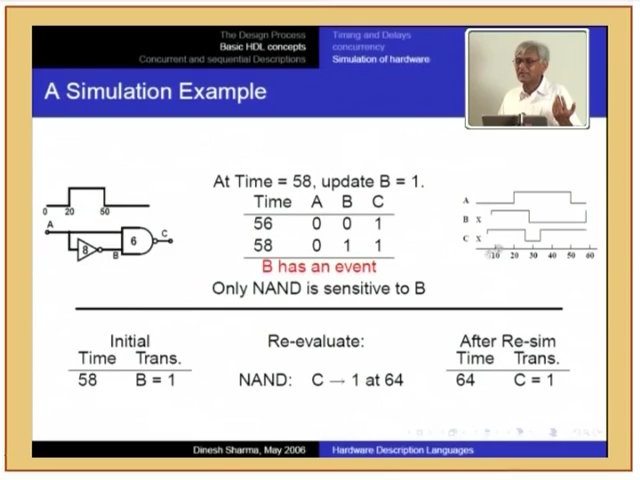 The Design Process
Basic HDL concepts
Concurrent and sequential Descriptions
Timing and Delays
concurrency
Simulation of hardware
A Simulation Example
0 20 50
A
8
B
6
C
At Time = 58, update B = 1.
Time A B C
56 0 0 1
58 0 1 1
B has an event
Only NAND is sensitive to B
A
B X
C X
10 20 30 40 50 60
Initial
Time Trans.
58 B = 1
Re-evaluate:
NAND: C → 1 at 64
After Re-sim
Time Trans.
64 C = 1
Dinesh Sharma, May 2006
Hardware Description Languages